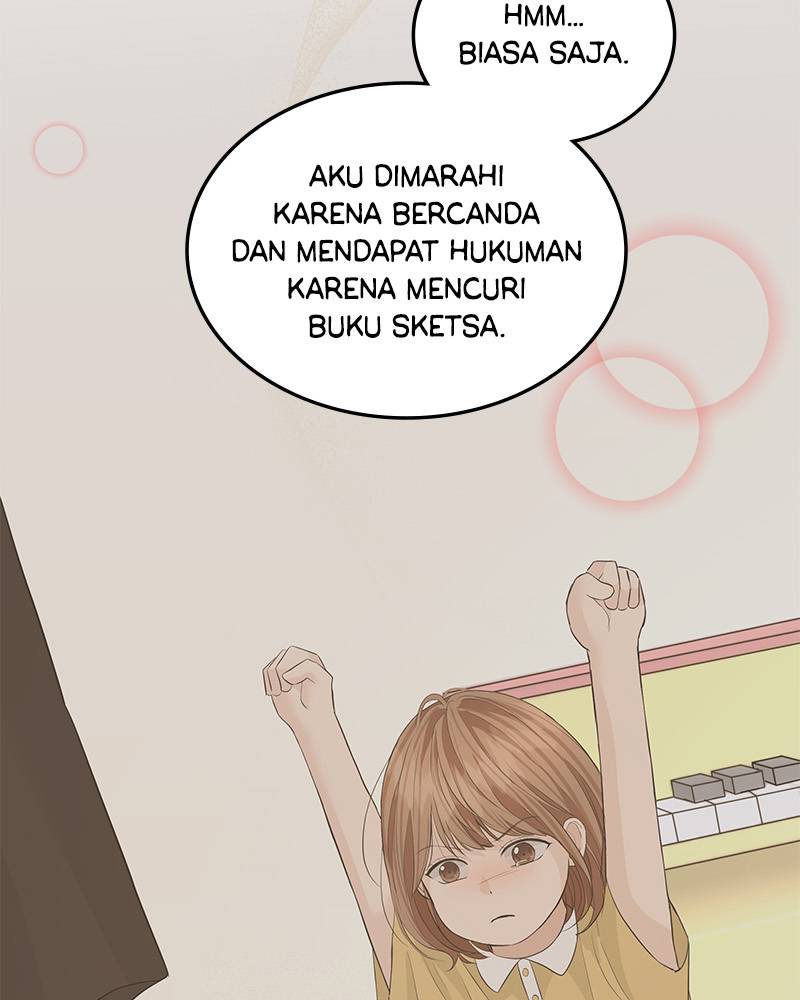 HMM...
BIASA SAJA.
AKU DIMARAHI
KARENA BERCANDA
DAN MENDAPAT HUKUMAN
KARENA MENCURI
BUKU SKETSA.